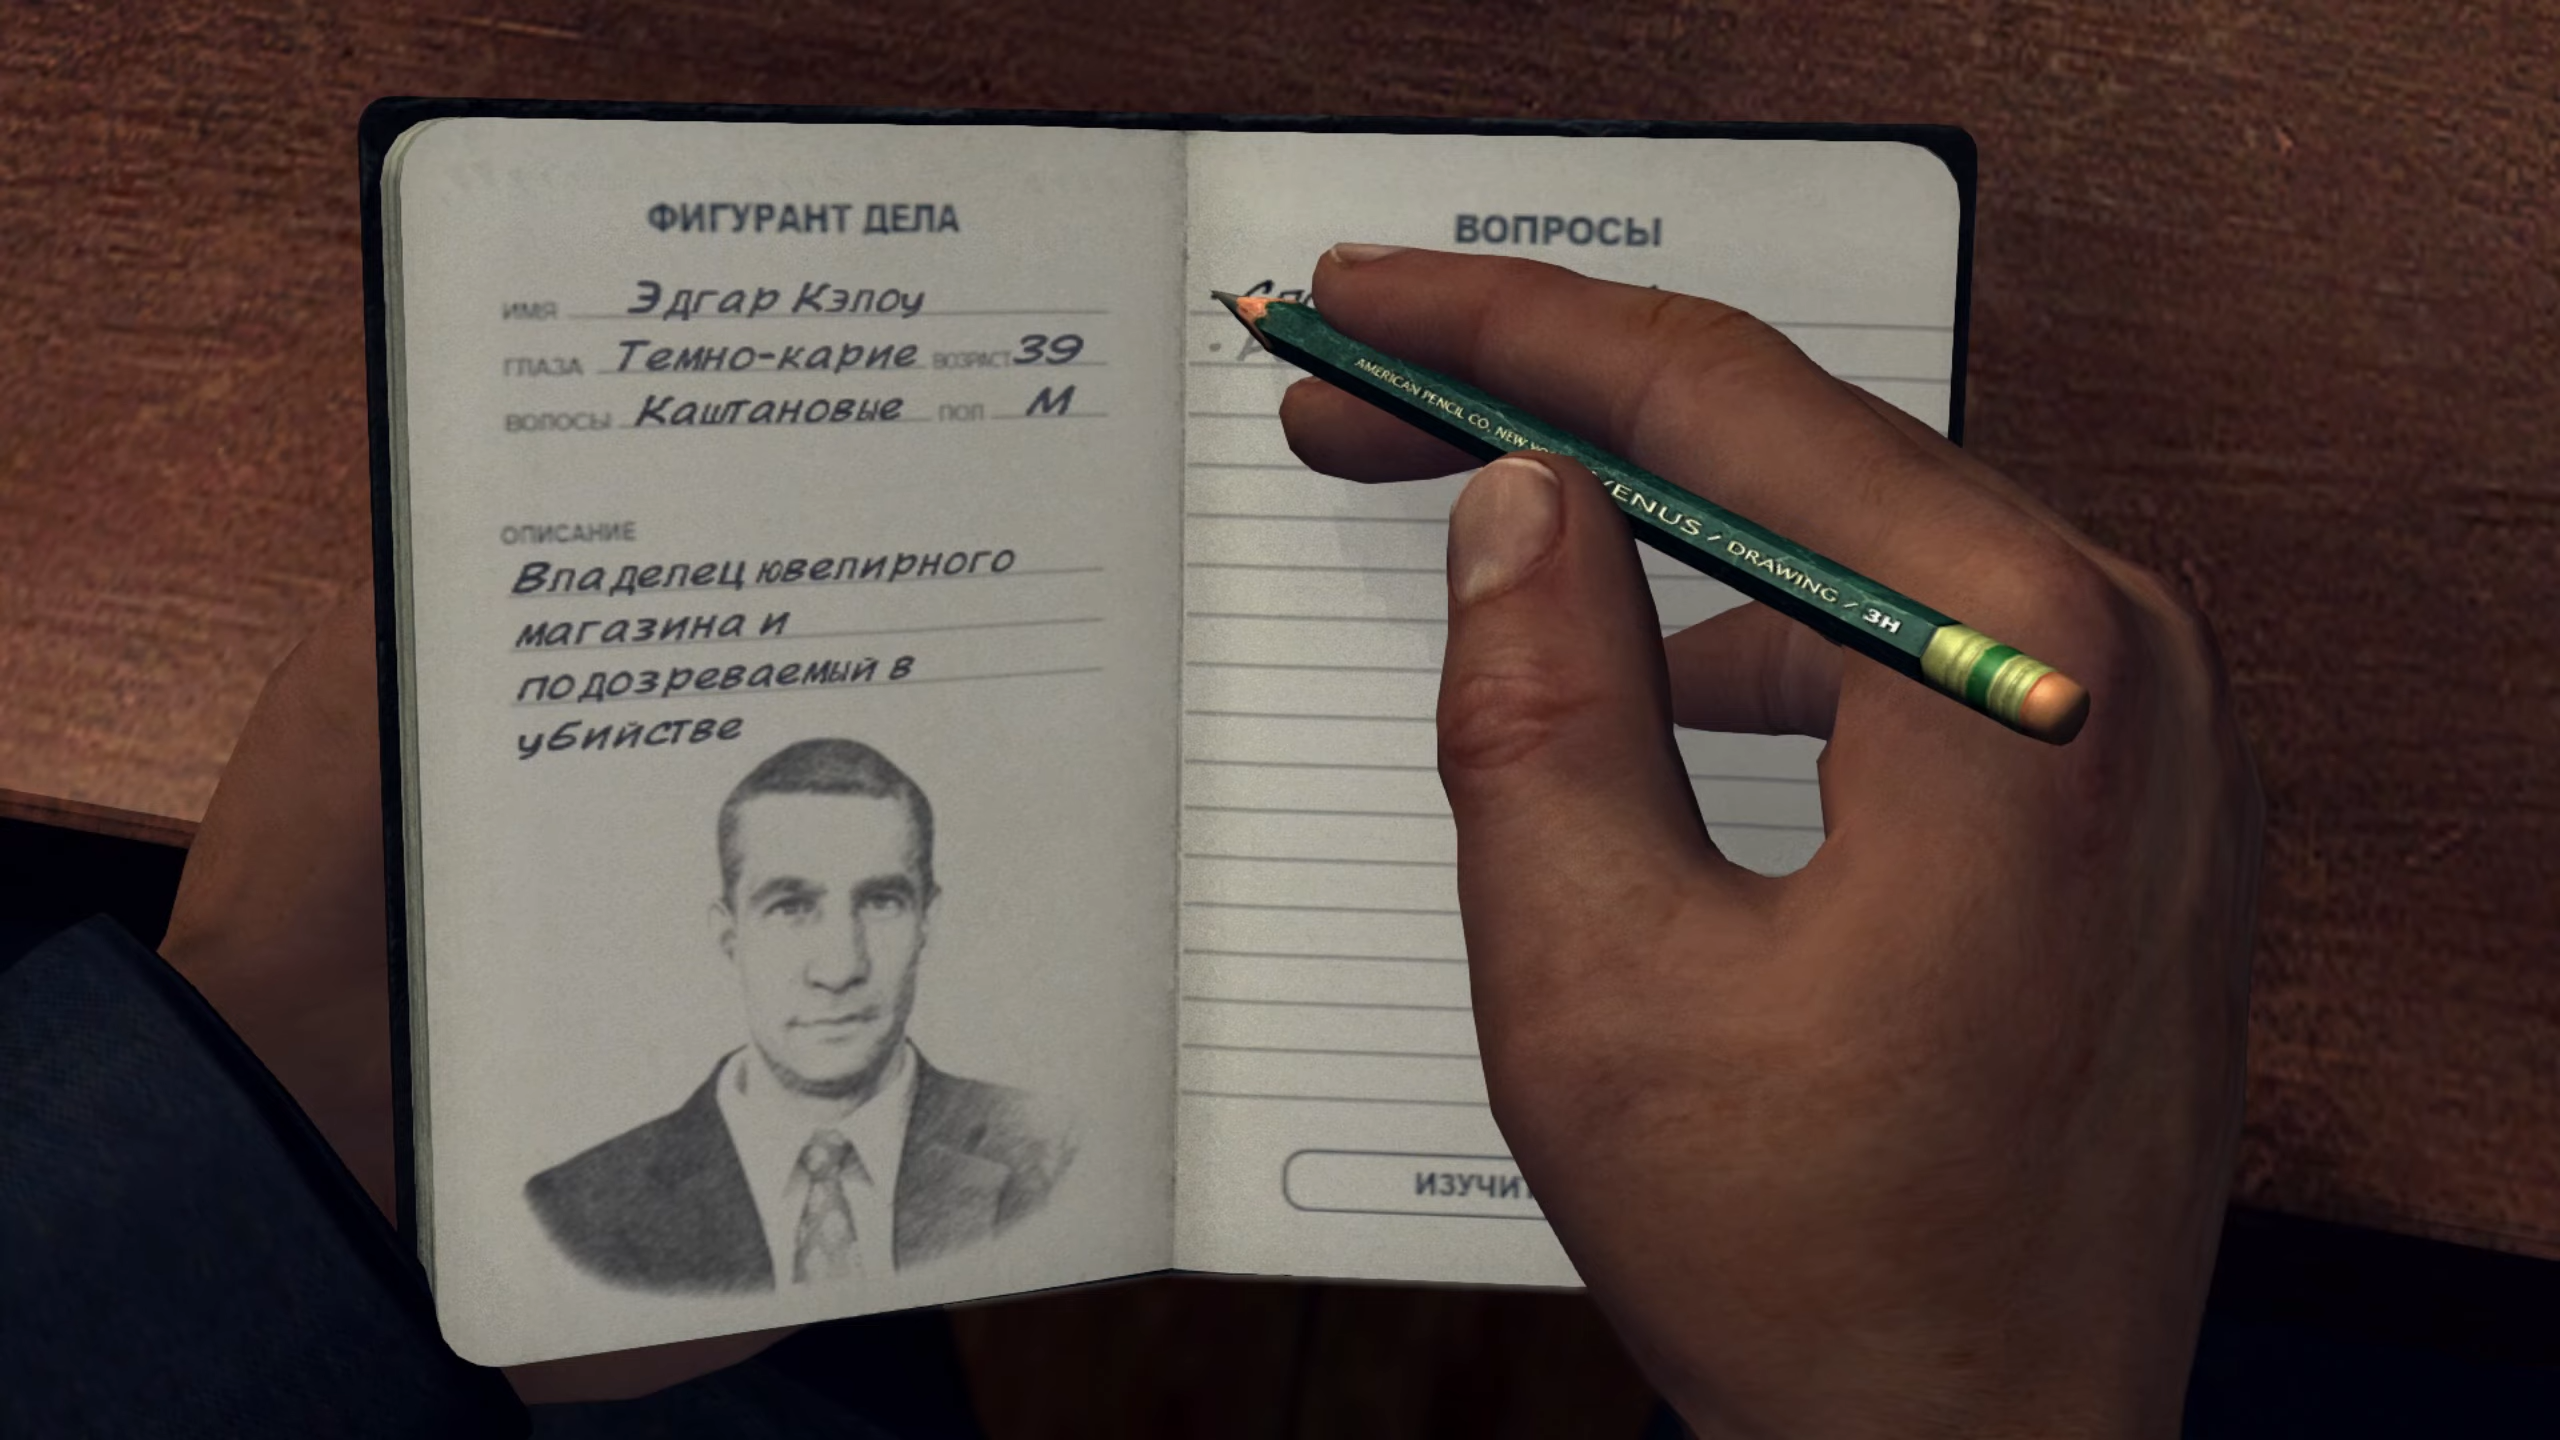 ФИГУРАНТ ДЕЛА
ИМЯ Эдгар Кэлоу
ГЛАЗА Темно-карие ВОЗРАСТ 39
ВОЛОСЫ Каштановые ПОЛ М
ОПИСАНИЕ
Владелец ювелирного
магазина и
подозреваемый в
убийстве
ВОПРОСЫ
AMERICAN PENCIL CO. NEW
VENUS / DRAWING / 3H